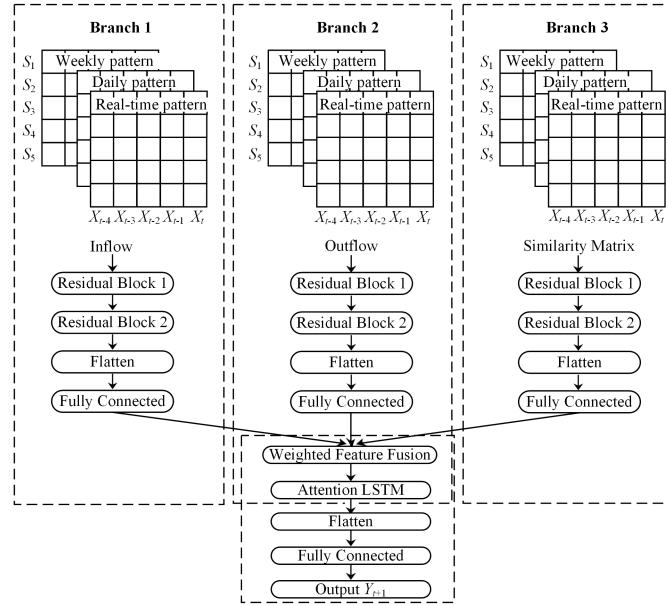 Branch 1
S1
Weekly pattern
S2
Daily pattern
S3
Real-time pattern
S4
S5
Xt-4 Xt-3 Xt-2 Xt-1 Xt
Inflow
Residual Block 1
Residual Block 2
Flatten
Fully Connected
Branch 2
S1
Weekly pattern
S2
Daily pattern
S3
Real-time pattern
S4
S5
Xt-4 Xt-3 Xt-2 Xt-1 Xt
Outflow
Residual Block 1
Residual Block 2
Flatten
Fully Connected
Branch 3
S1
Weekly pattern
S2
Daily pattern
S3
Real-time pattern
S4
S5
Xt-4 Xt-3 Xt-2 Xt-1 Xt
Similarity Matrix
Residual Block 1
Residual Block 2
Flatten
Fully Connected
Weighted Feature Fusion
Attention LSTM
Flatten
Fully Connected
Output Yt+1